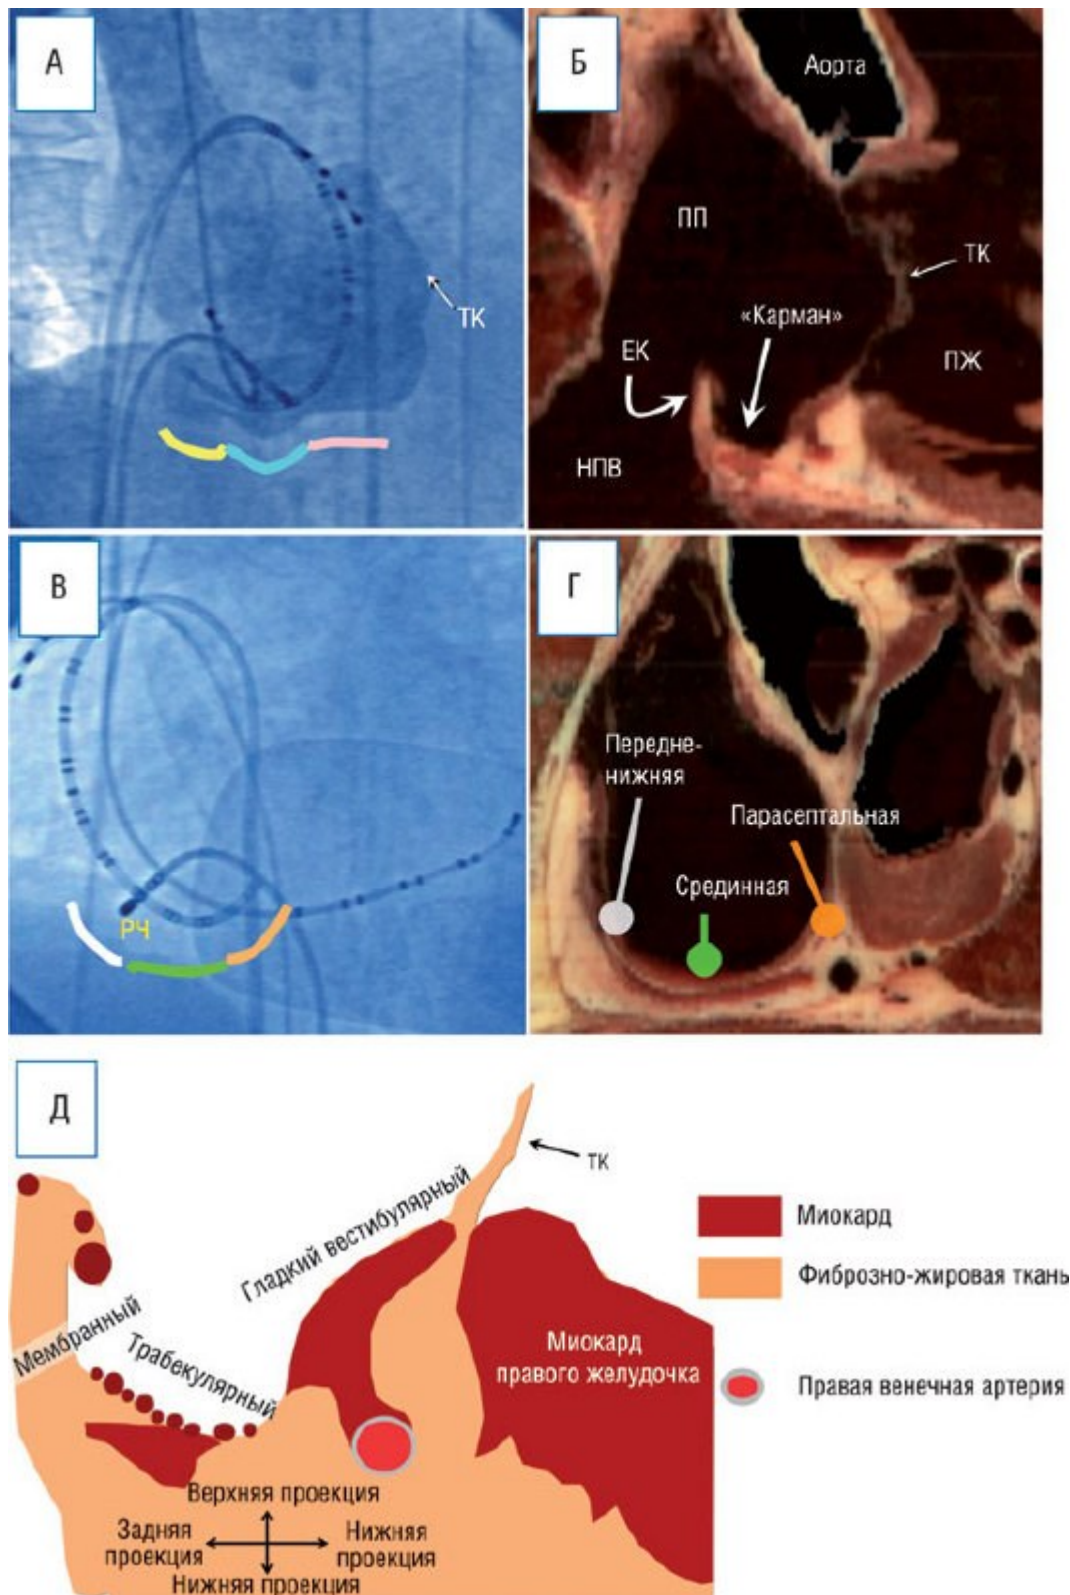 А
ТК
Б
Аорта
ПП
ТК
«Карман»
ЕК
ПЖ
НПВ
В
РЧ
Г
Передне-
нижняя
Парасептальная
Срединная
Д
ТК
Гладкий вестибулярный
Мембранный
Трабекулярный
Миокард
правого желудочка
Верхняя проекция
Задняя
проекция
Нижняя
проекция
Нижняя проекция
Миокард
Фиброзно-жировая ткань
Правая венечная артерия